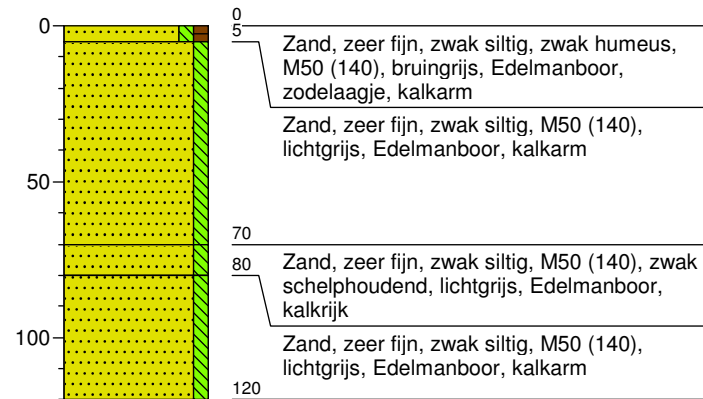 0
5
Zand, zeer fijn, zwak siltig, zwak humeus,
M50 (140), bruingrijs, Edelmanboor,
zodelaagje, kalkarm
Zand, zeer fijn, zwak siltig, M50 (140),
lichtgrijs, Edelmanboor, kalkarm
70
80
Zand, zeer fijn, zwak siltig, M50 (140), zwak
schelphoudend, lichtgrijs, Edelmanboor,
kalkrijk
Zand, zeer fijn, zwak siltig, M50 (140),
lichtgrijs, Edelmanboor, kalkarm
120
0
50
100